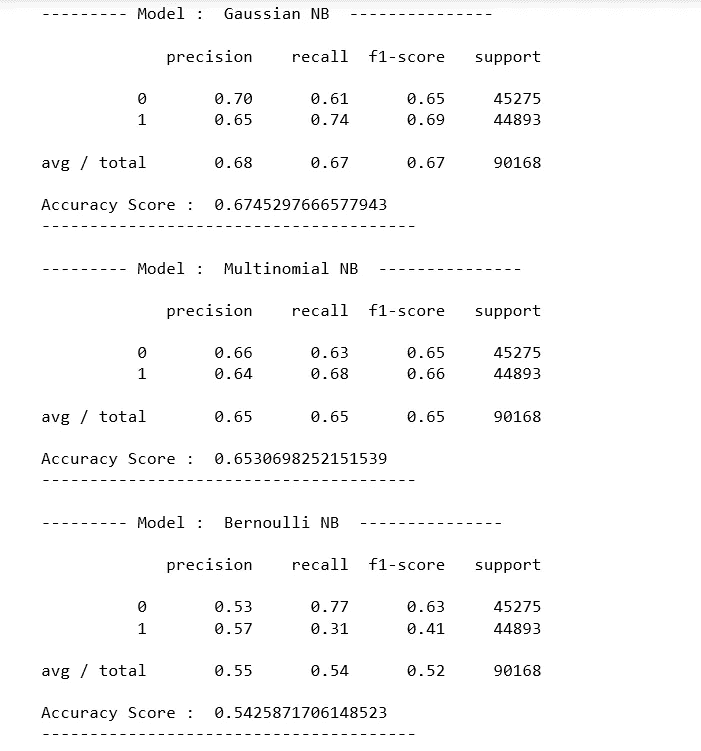 --------- Model :  Gaussian NB  ---------------
             precision    recall  f1-score   support
          0       0.70      0.61      0.65     45275
          1       0.65      0.74      0.69     44893
avg / total       0.68      0.67      0.67     90168
Accuracy Score :  0.6745297666577943
---------------------------------------
--------- Model :  Multinomial NB  ---------------
             precision    recall  f1-score   support
          0       0.66      0.63      0.65     45275
          1       0.64      0.68      0.66     44893
avg / total       0.65      0.65      0.65     90168
Accuracy Score :  0.6530698252151539
---------------------------------------
--------- Model :  Bernoulli NB  ---------------
             precision    recall  f1-score   support
          0       0.53      0.77      0.63     45275
          1       0.57      0.31      0.41     44893
avg / total       0.55      0.54      0.52     90168
Accuracy Score :  0.5425871706148523
---------------------------------------